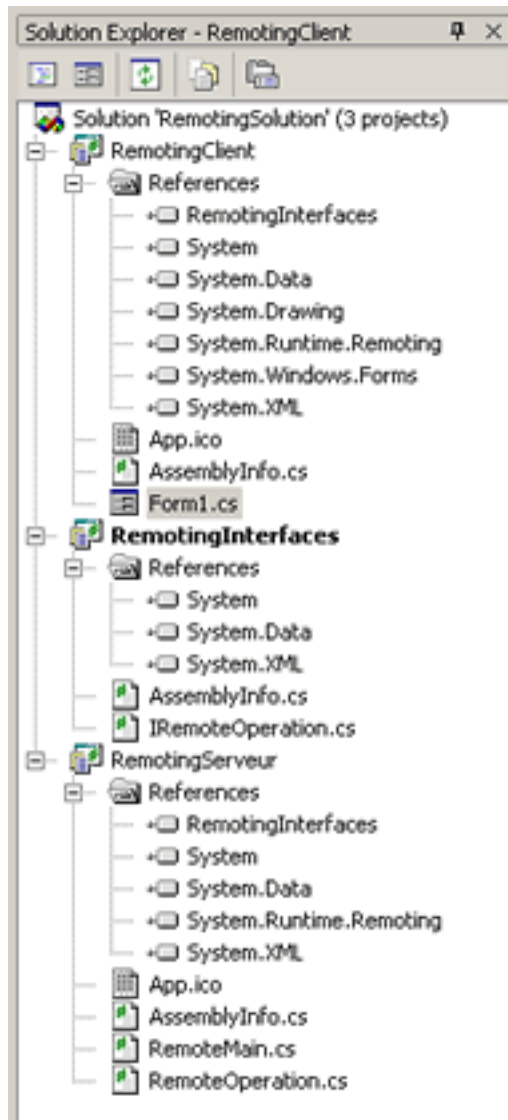 Solution Explorer - RemotingClient
Solution 'RemotingSolution' (3 projects)
RemotingClient
References
RemotingInterfaces
System
System.Data
System.Drawing
System.Runtime.Remoting
System.Windows.Forms
System.XML
App.ico
AssemblyInfo.cs
Form1.cs
RemotingInterfaces
References
System
System.Data
System.XML
AssemblyInfo.cs
IRemoteOperation.cs
RemotingServeur
References
RemotingInterfaces
System
System.Data
System.Runtime.Remoting
System.XML
App.ico
AssemblyInfo.cs
RemoteMain.cs
RemoteOperation.cs